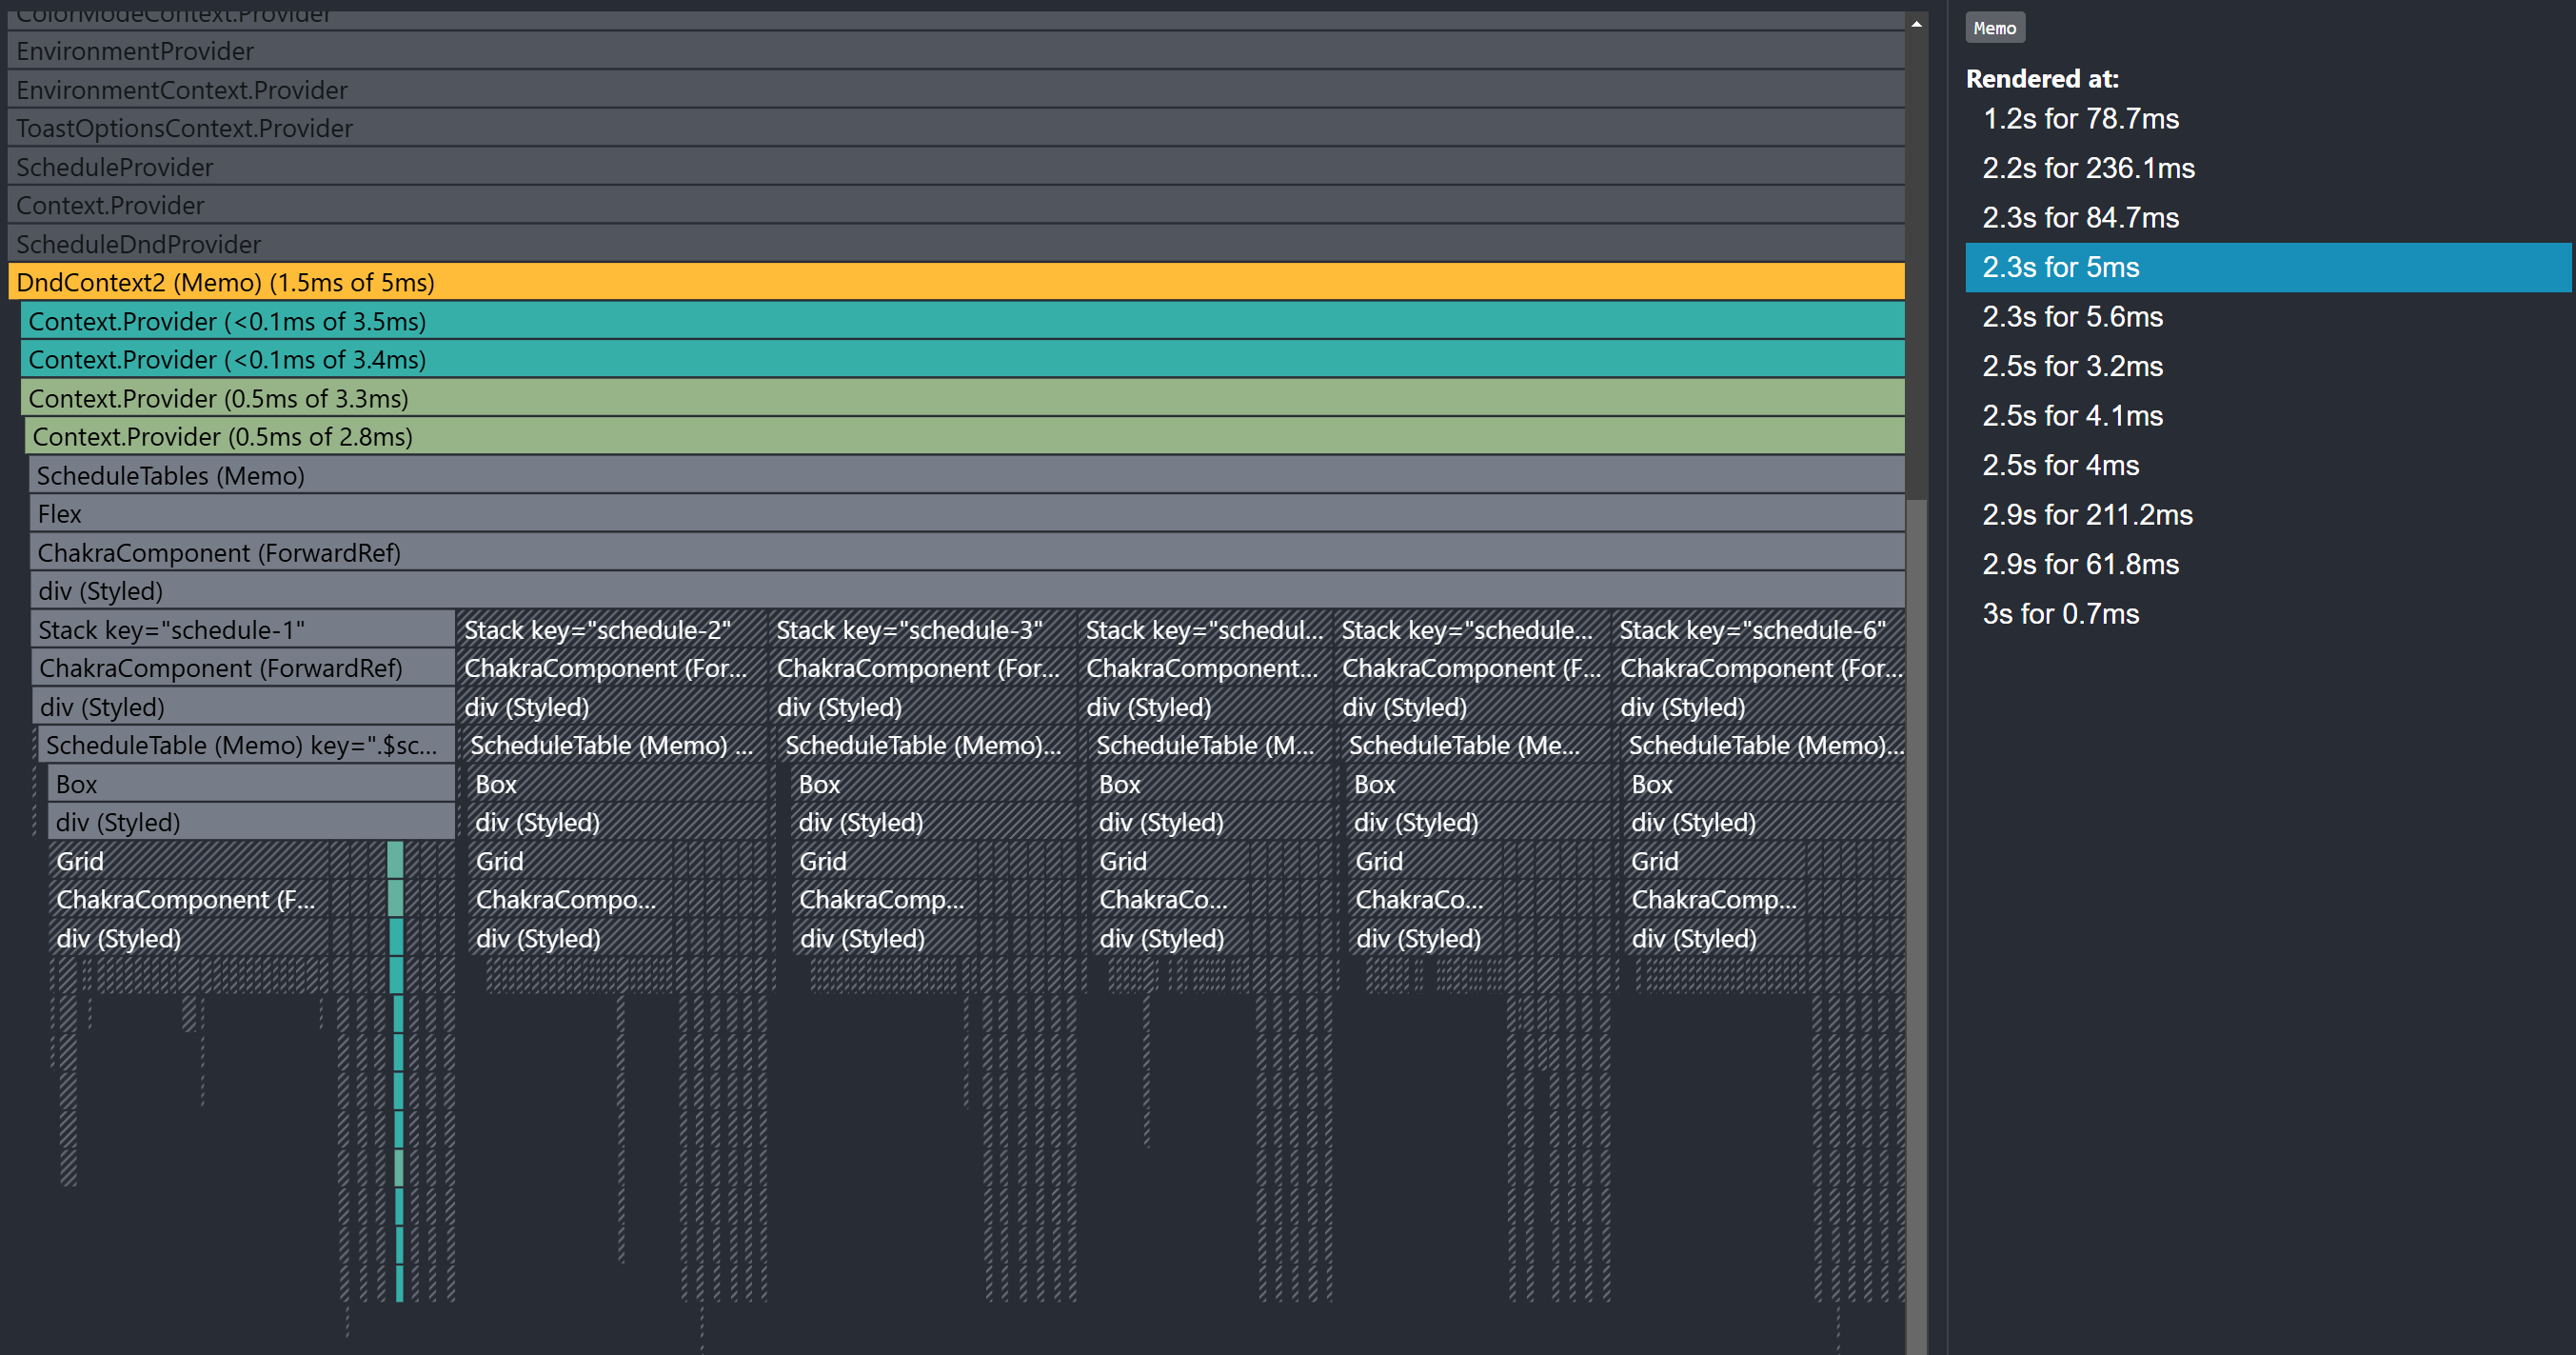 ColorModeContext.Provider
EnvironmentProvider
EnvironmentContext.Provider
ToastOptionsContext.Provider
ScheduleProvider
Context.Provider
ScheduleDndProvider
DndContext2 (Memo) (1.5ms of 5ms)
Context.Provider (<0.1ms of 3.5ms)
Context.Provider (<0.1ms of 3.4ms)
Context.Provider (0.5ms of 3.3ms)
Context.Provider (0.5ms of 2.8ms)
ScheduleTables (Memo)
Flex
ChakraComponent (ForwardRef)
div (Styled)
Stack key="schedule-1" Stack key="schedule-2" Stack key="schedule-3" Stack key="schedul... Stack key="schedule... Stack key="schedule-6"
ChakraComponent (ForwardRef) ChakraComponent (For... ChakraComponent (For... ChakraComponent... ChakraComponent (F... ChakraComponent (For...
div (Styled) div (Styled) div (Styled) div (Styled) div (Styled) div (Styled)
ScheduleTable (Memo) key=".$sc... ScheduleTable (Memo) ... ScheduleTable (Memo)... ScheduleTable (M... ScheduleTable (Me... ScheduleTable (Memo)...
Box Box Box Box Box Box
div (Styled) div (Styled) div (Styled) div (Styled) div (Styled) div (Styled)
Grid Grid Grid Grid Grid Grid
ChakraComponent (F... ChakraCompo... ChakraComp... ChakraCo... ChakraCo... ChakraComp...
div (Styled) div (Styled) div (Styled) div (Styled) div (Styled) div (Styled)
Memo
Rendered at:
1.2s for 78.7ms
2.2s for 236.1ms
2.3s for 84.7ms
2.3s for 5ms
2.3s for 5.6ms
2.5s for 3.2ms
2.5s for 4.1ms
2.5s for 4ms
2.9s for 211.2ms
2.9s for 61.8ms
3s for 0.7ms